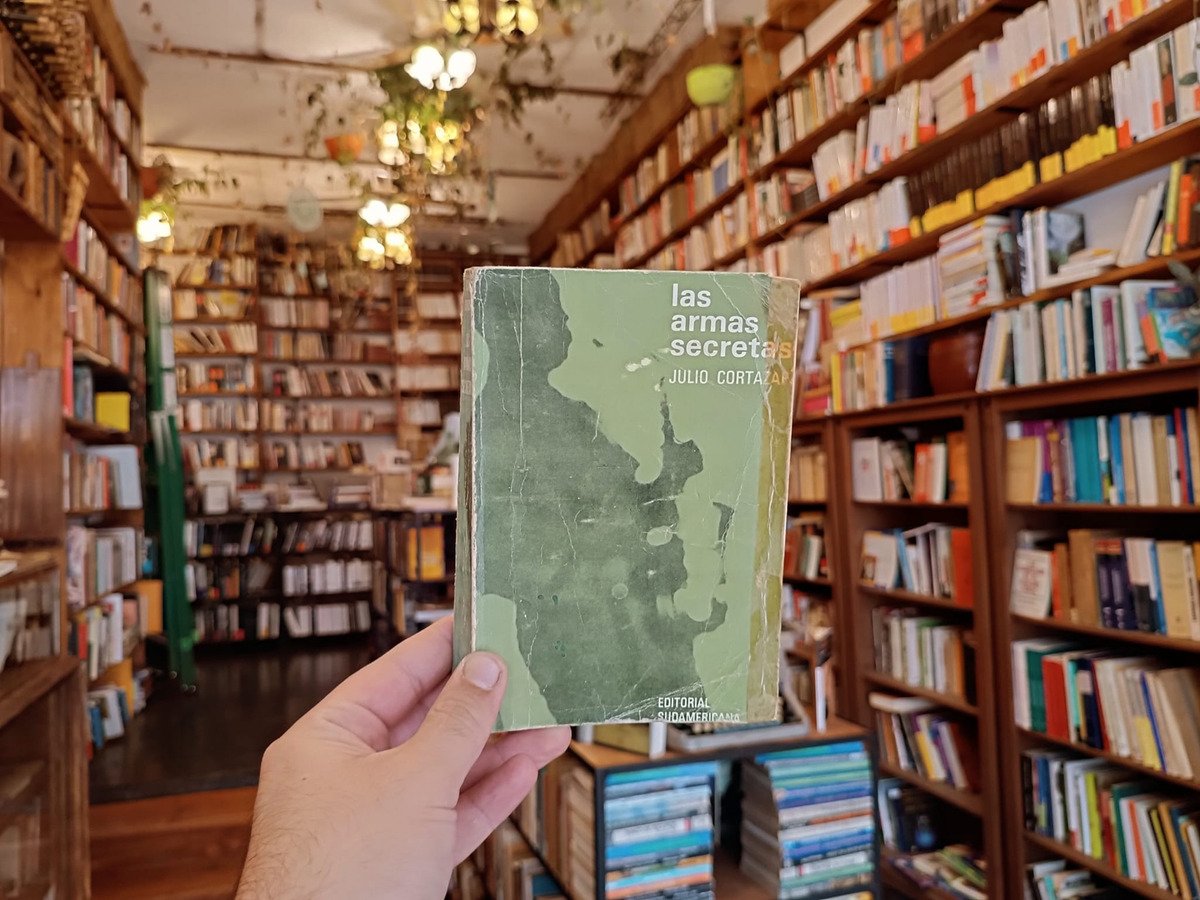 las
armas
secretas
JULIO CORTAZAR
EDITORIAL
SUDAMERICANA